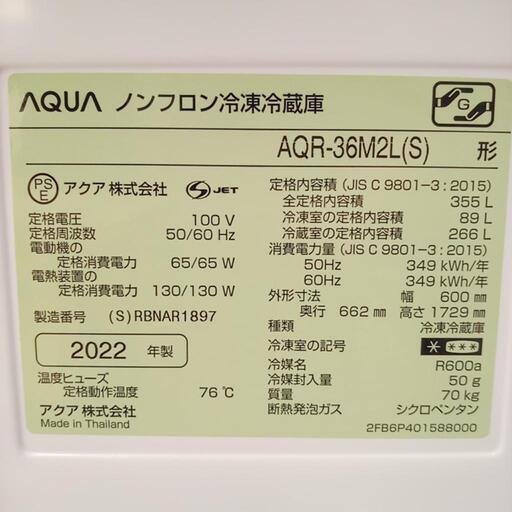 AQUA ノンフロン冷凍冷蔵庫
G
AQR-36M2L(S) 形
PS E アクア 株式会社 S JET
定格電圧 100 V
定格周波数 50/60 Hz
電動機の
定格消費電力 65/65 W
電熱装置の
定格消費電力 130/130 W
製造番号 (S) RBNAR1897
2022 年製
温度ヒューズ
定格動作温度 76℃
アクア 株式会社
Made in Thailand
定格内容積 (JIS C 9801-3 : 2015)
全定格内容積 355 L
冷凍室の定格内容積 89 L
冷蔵室の定格内容積 266 L
消費電力量 (JIS C 9801-3 : 2015)
50Hz 349 kWh/年
60Hz 349 kWh/年
外形寸法 幅 600 mm
奥行 662 mm 高さ 1729 mm
種類 冷凍冷蔵庫
冷凍室の記号
冷媒名 R600a
冷媒封入量 50 g
質量 70 kg
断熱発泡ガス シクロペンタン
2FB6P401588000